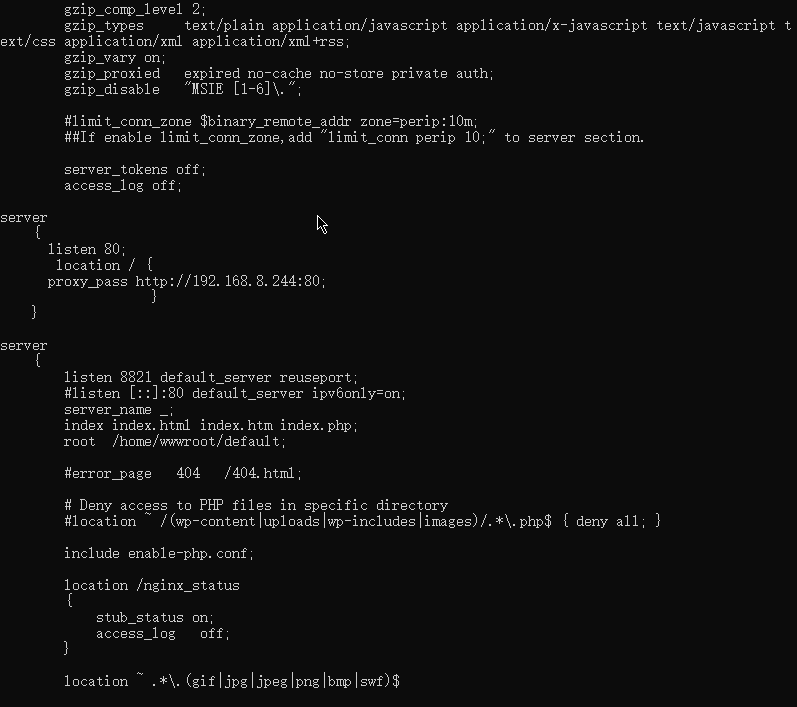 gzip_comp_level 2;
gzip_types     text/plain application/javascript application/x-javascript text/javascript t
ext/css application/xml application/xml+rss;
gzip_vary on;
gzip_proxied   expired no-cache no-store private auth;
gzip_disable   "MSIE [1-6]\.";
#limit_conn_zone $binary_remote_addr zone=perip:10m;
##If enable limit_conn_zone,add "limit_conn perip 10;" to server section.
server_tokens off;
access_log off;
server
{
listen 80;
location / {
proxy_pass http://192.168.8.244:80;
}
}
server
{
listen 8821 default_server reuseport;
#listen [::]:80 default_server ipv6only=on;
server_name _;
index index.html index.htm index.php;
root  /home/wwwroot/default;
#error_page   404   /404.html;
# Deny access to PHP files in specific directory
#location ~ /(wp-content|uploads|wp-includes|images)/.*\.php$ { deny all; }
include enable-php.conf;
location /nginx_status
{
stub_status on;
access_log   off;
}
location ~ .*\.(gif|jpg|jpeg|png|bmp|swf)$